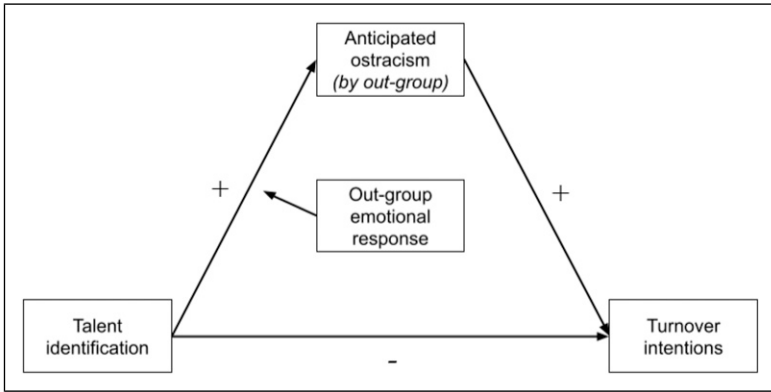 Anticipated
ostracism
(by out-group)
+
Out-group
emotional
response
+
Talent
identification
-
Turnover
intentions